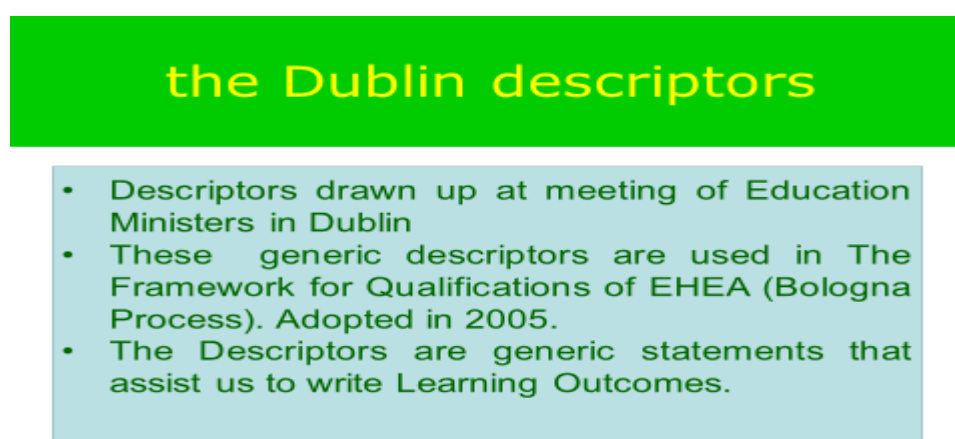 the Dublin descriptors
• Descriptors drawn up at meeting of Education
Ministers in Dublin
• These generic descriptors are used in The
Framework for Qualifications of EHEA (Bologna
Process). Adopted in 2005.
• The Descriptors are generic statements that
assist us to write Learning Outcomes.